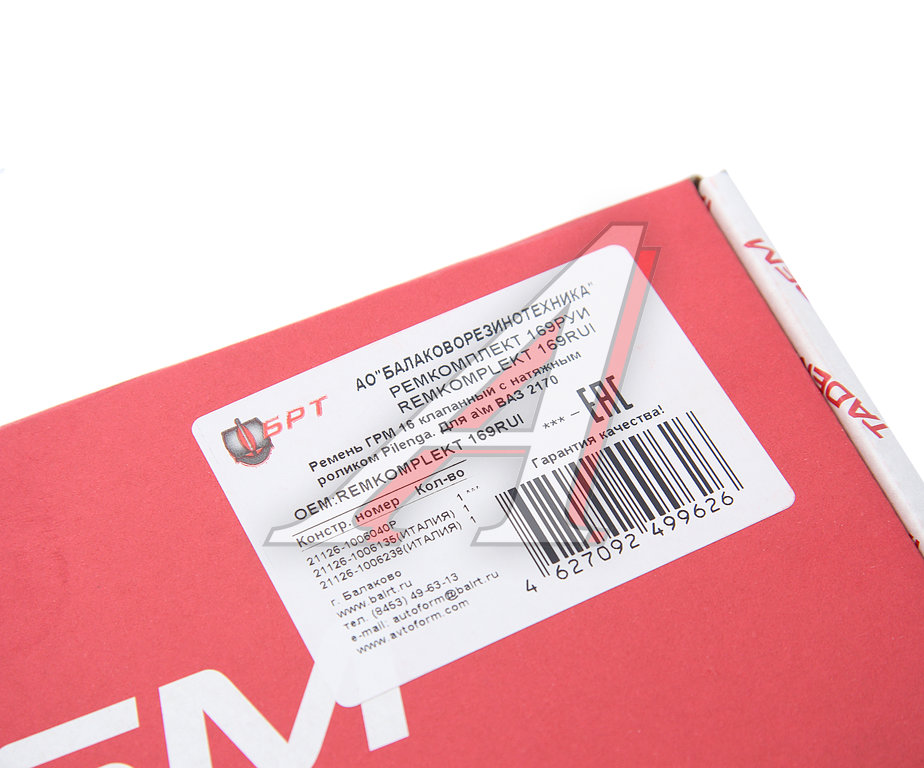 БРТ
АО"БАЛАКОВОРЕЗИНОТЕХНИКА"
РЕМКОМПЛЕКТ 169РУИ
REMKOMPLEKT 169RUI
Ремень ГРМ 16 клапанный с натяжным
роликом Pilenga. Для а\м ВАЗ 2170
OEM:REMKOMPLEKT 169RUI
*** – ЕАС
Констр. номер Кол-во
Гарантия качества!
21126-1006040Р 1 ...
21126-1006135(ИТАЛИЯ) 1
21126-1006238(ИТАЛИЯ) 1
г. Балаково
www.balrt.ru
тел. (8453) 49-63-13
e-mail: autoform@balrt.ru
www.avtoform.com
4 627092 499626